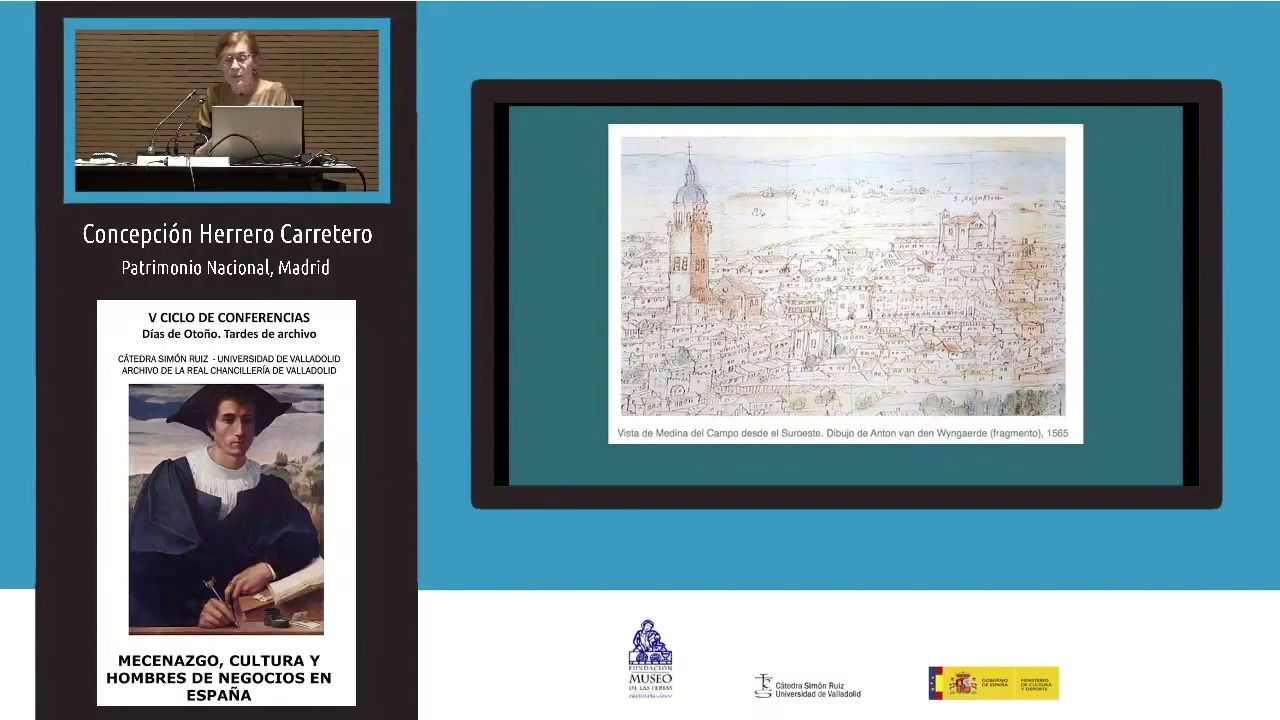 Concepción Herrero Carretero
Patrimonio Nacional, Madrid
V CICLO DE CONFERENCIAS
Días de Otoño. Tardes de archivo
CÁTEDRA SIMÓN RUIZ - UNIVERSIDAD DE VALLADOLID
ARCHIVO DE LA REAL CHANCILLERÍA DE VALLADOLID
MECENAZGO, CULTURA Y
HOMBRES DE NEGOCIOS EN
ESPAÑA
Vista de Medina del Campo desde el Suroeste. Dibujo de Anton van den Wyngaerde (fragmento), 1565
FUNDACIÓN
MUSEO
DE LAS FERIAS
Cátedra Simón Ruiz
Universidad de Valladolid
GOBIERNO
DE ESPAÑA
MINISTERIO
DE CULTURA
Y DEPORTE